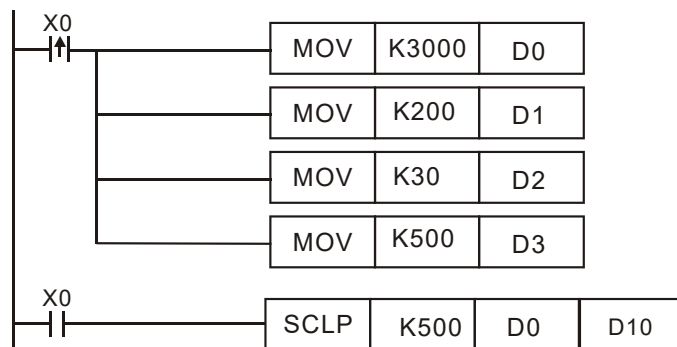 X0
MOV K3000 D0
MOV K200 D1
MOV K30 D2
MOV K500 D3
X0
SCLP K500 D0 D10